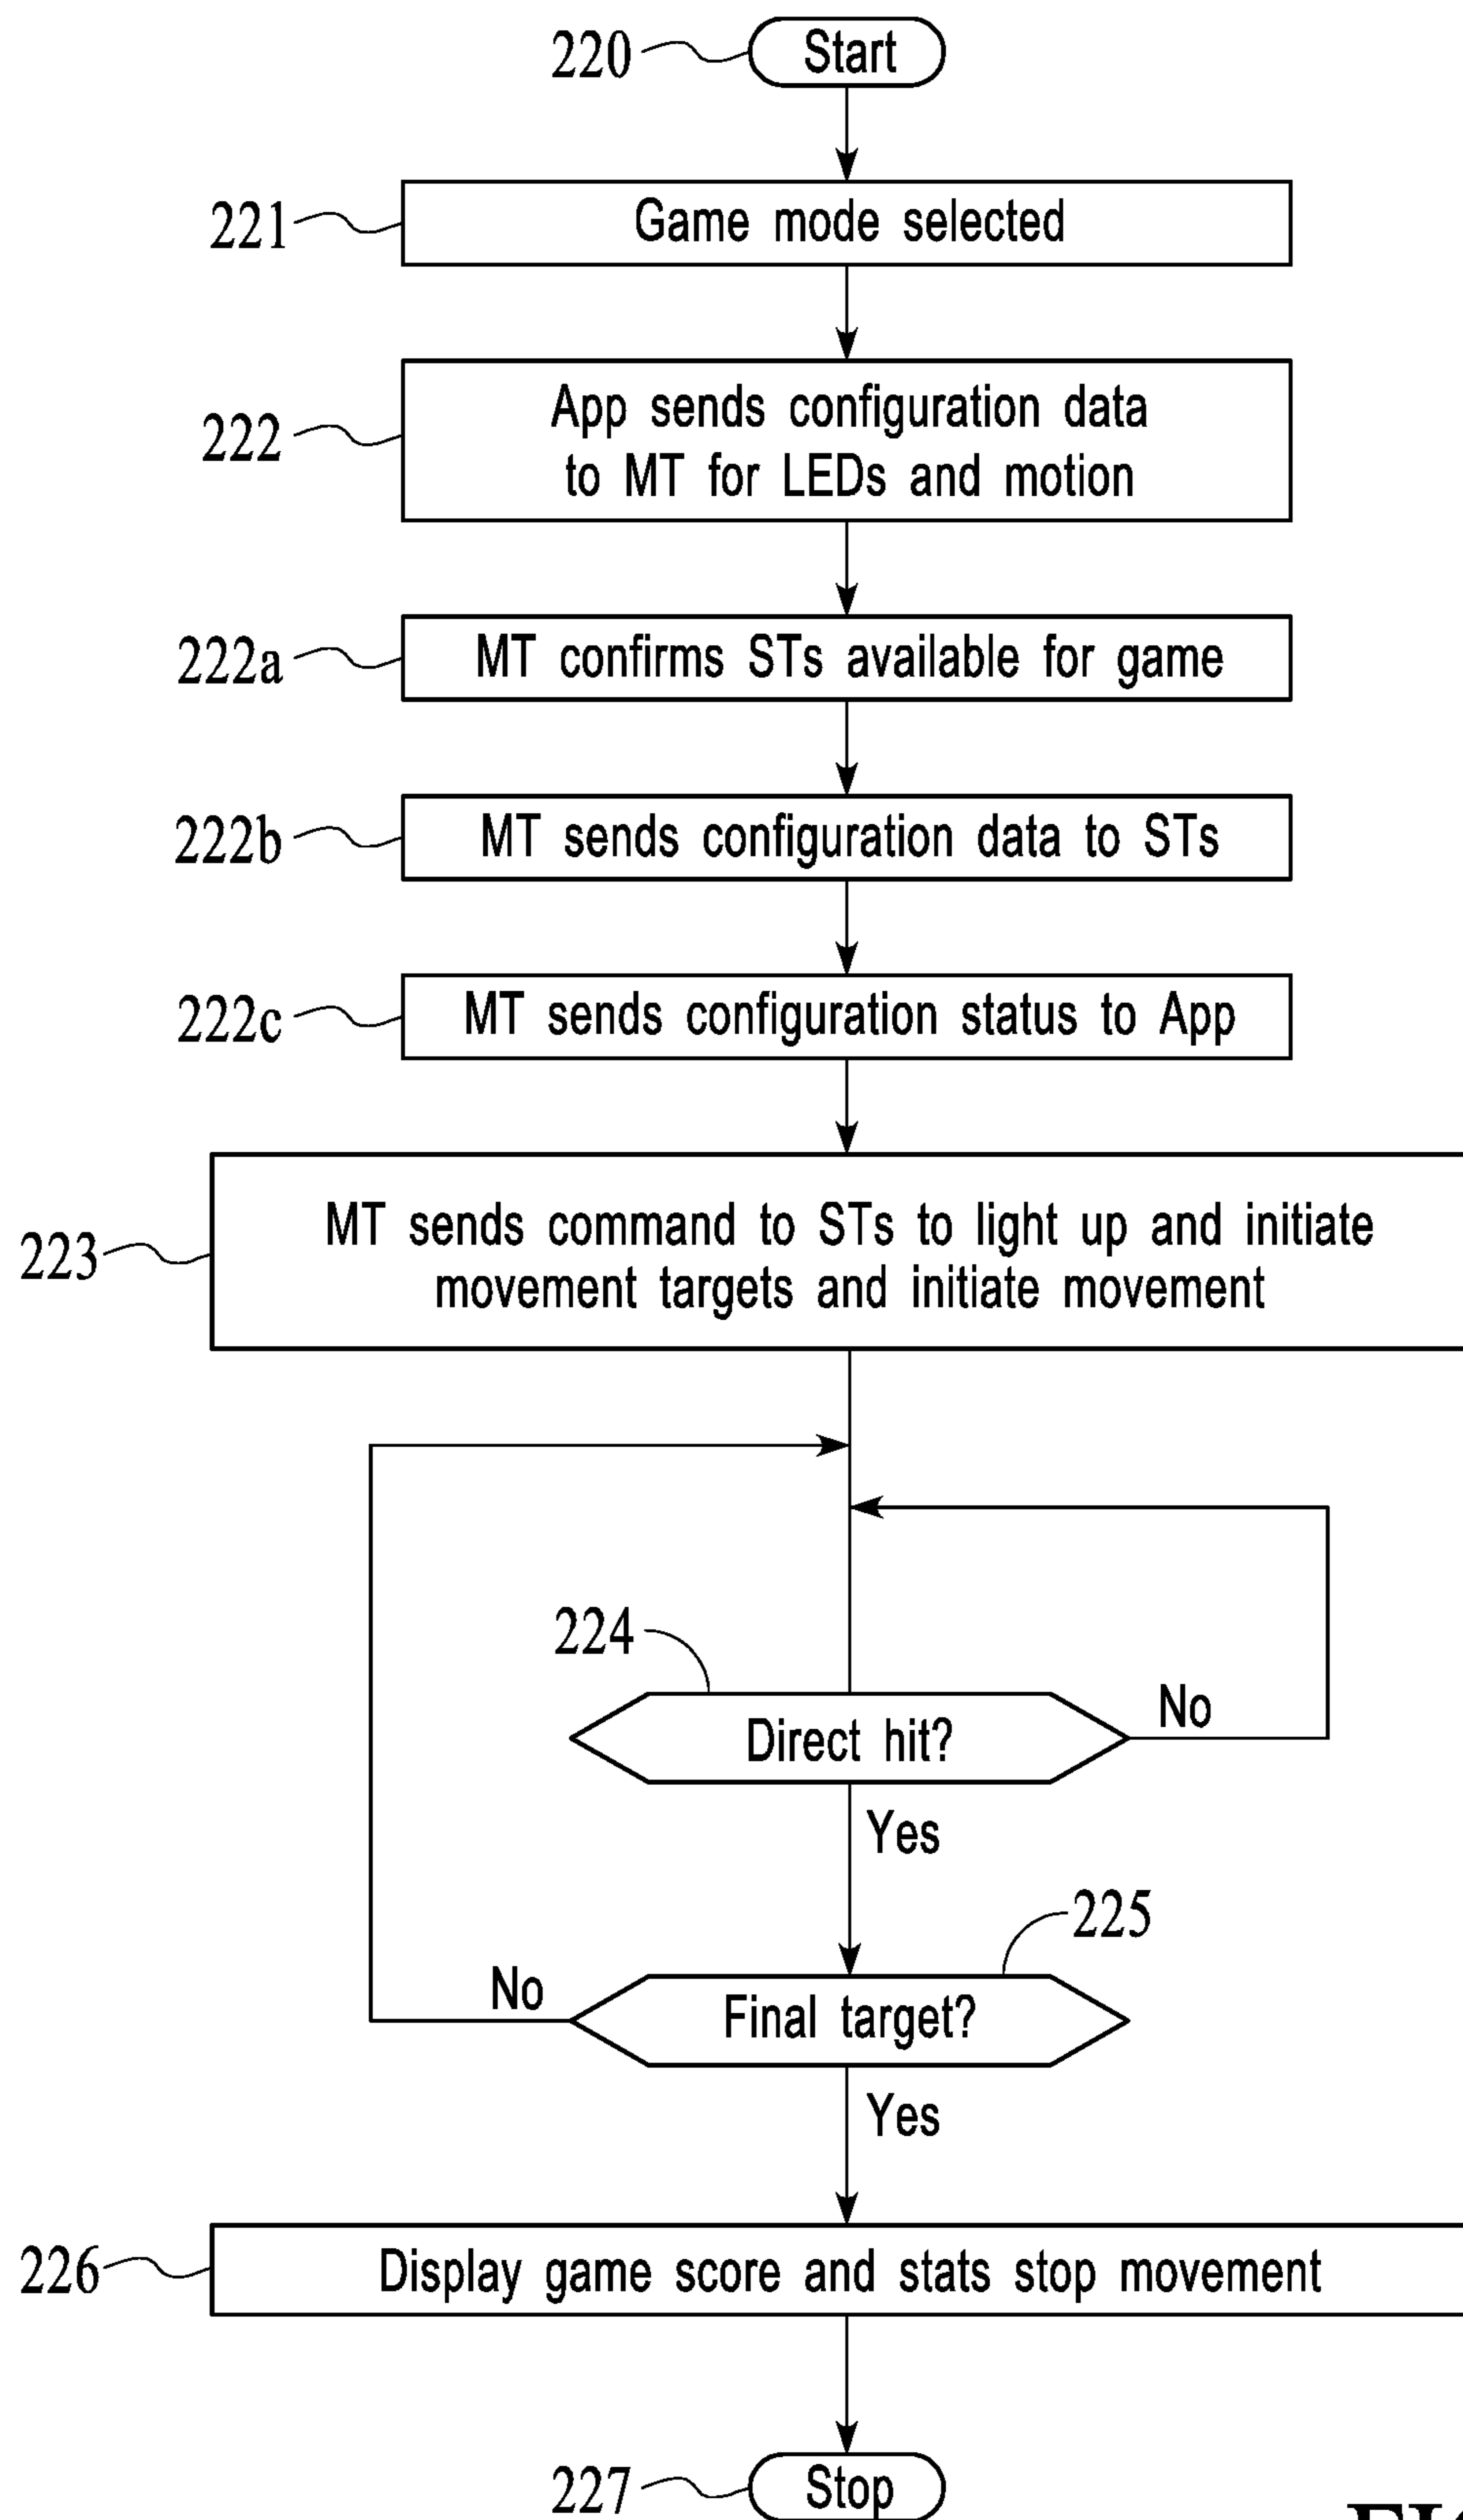 220 Start
221 Game mode selected
222 App sends configuration data
to MT for LEDs and motion
222a MT confirms STs available for game
222b MT sends configuration data to STs
222c MT sends configuration status to App
223 MT sends command to STs to light up and initiate
movement targets and initiate movement
224
Direct hit? No
Yes
225
No Final target?
Yes
226 Display game score and stats stop movement
227 Stop